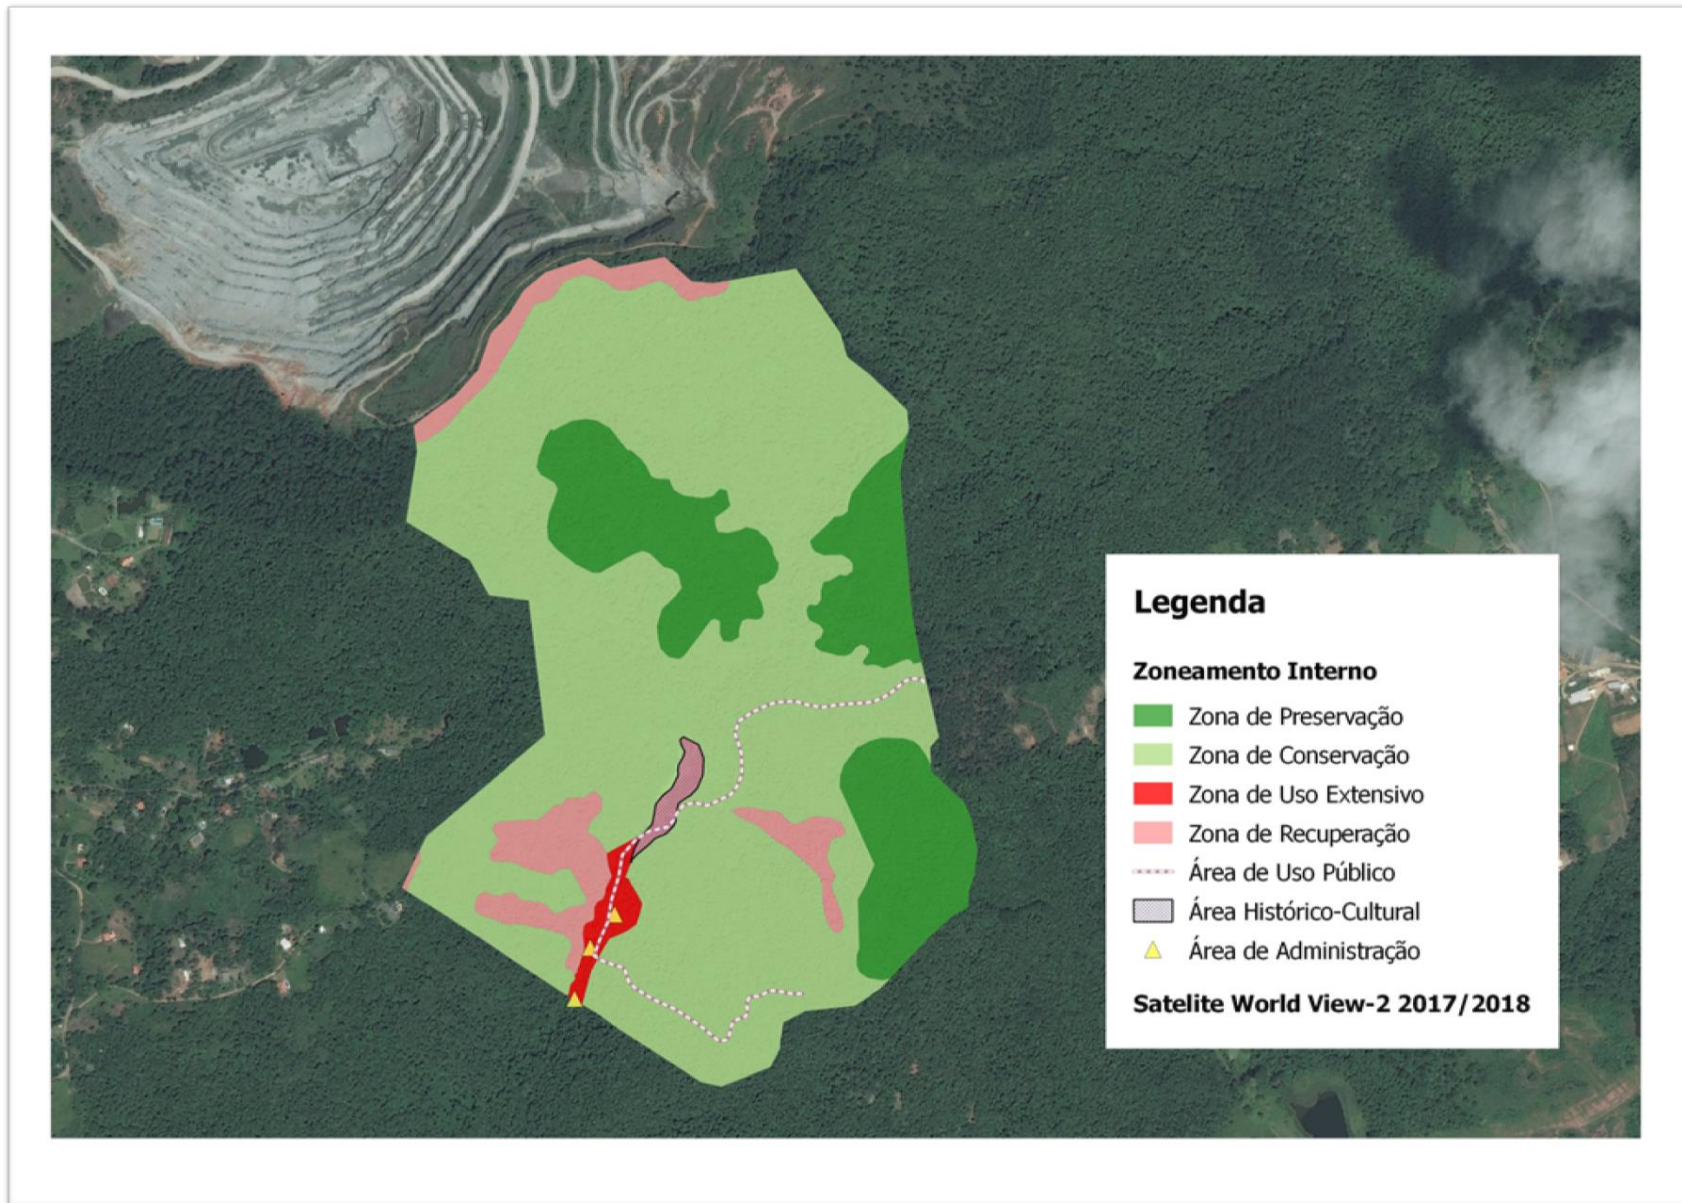 Legenda
Zoneamento Interno
Zona de Preservação
Zona de Conservação
Zona de Uso Extensivo
Zona de Recuperação
Área de Uso Público
Área Histórico-Cultural
Área de Administração
Satelite World View-2 2017/2018